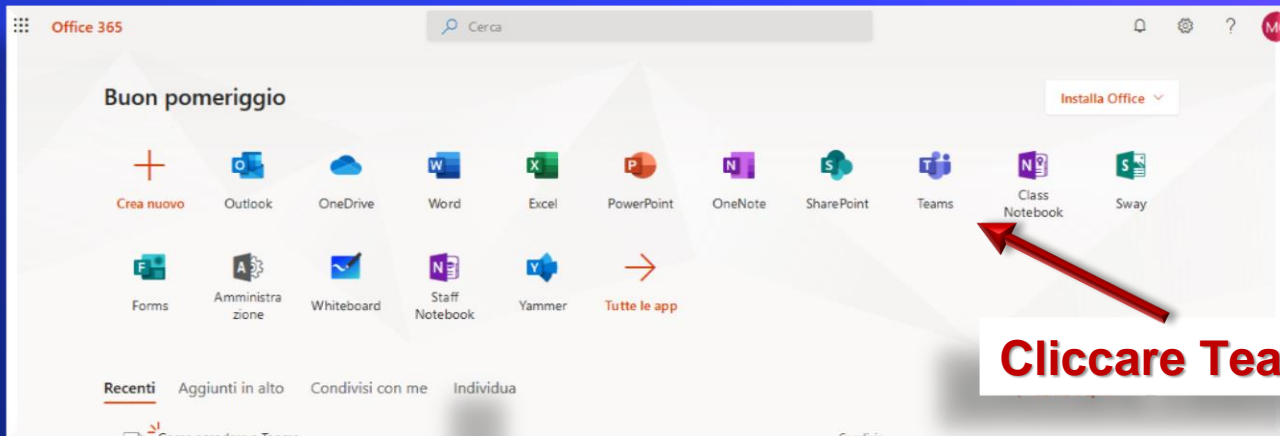 Office 365
Cerca
?
Buon pomeriggio
Installa Office
Crea nuovo
Outlook
OneDrive
Word
Excel
PowerPoint
OneNote
SharePoint
Teams
Class
Notebook
Sway
Forms
Amministra
zione
Whiteboard
Staff
Notebook
Yammer
Tutte le app
Cliccare Tea
Recenti Aggiunti in alto Condivisi con me Individua